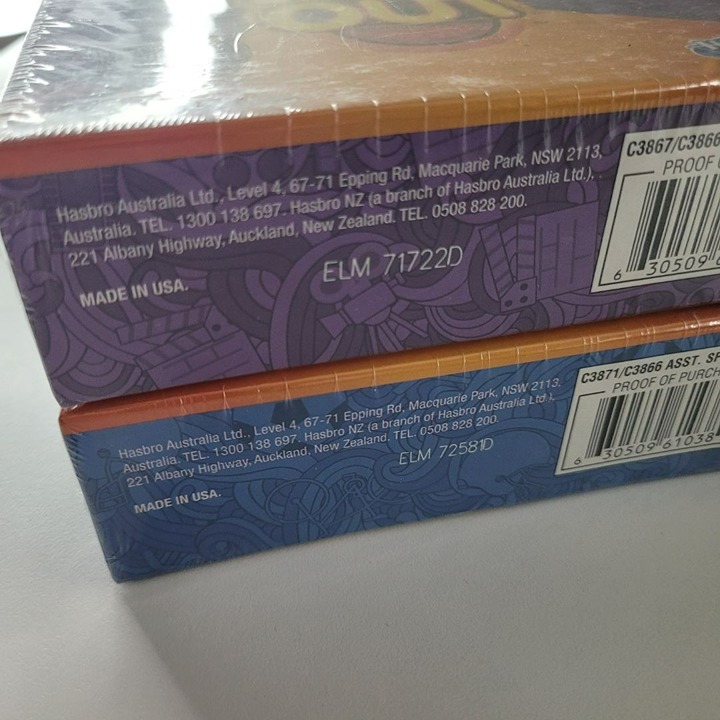 Hasbro Australia Ltd., Level 4, 67-71 Epping Rd, Macquarie Park, NSW 2113,
Australia. TEL. 1300 138 697. Hasbro NZ (a branch of Hasbro Australia Ltd.),
221 Albany Highway, Auckland, New Zealand. TEL. 0508 828 200.
ELM 71722D
MADE IN USA.
C3867/C3866
PROOF
6 30509
Hasbro Australia Ltd., Level 4, 67-71 Epping Rd, Macquarie Park, NSW 2113,
Australia. TEL. 1300 138 697. Hasbro NZ (a branch of Hasbro Australia Ltd.),
221 Albany Highway, Auckland, New Zealand. TEL. 0508 828 200.
ELM 72581D
MADE IN USA.
C3871/C3866 ASST.
PROOF OF
6 30509 61038